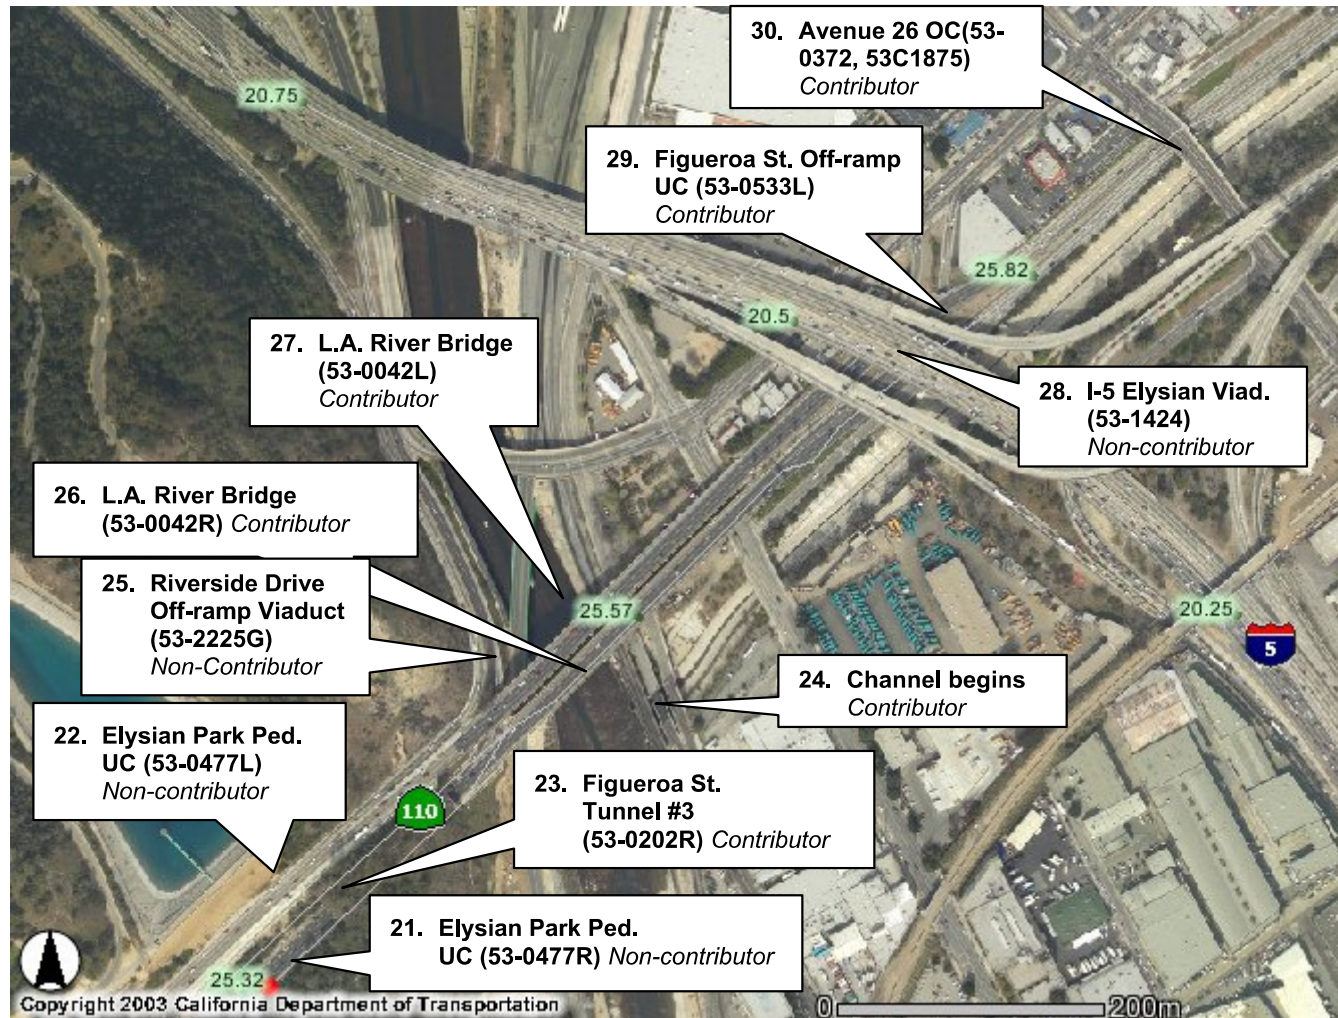 30. Avenue 26 OC(53-
0372, 53C1875)
Contributor
20.75
29. Figueroa St. Off-ramp
UC (53-0533L)
Contributor
25.82
20.5
27. L.A. River Bridge
(53-0042L)
Contributor
28. I-5 Elysian Viad.
(53-1424)
Non-contributor
26. L.A. River Bridge
(53-0042R) Contributor
25. Riverside Drive
Off-ramp Viaduct
(53-2225G)
Non-Contributor
25.57
20.25
5
24. Channel begins
Contributor
22. Elysian Park Ped.
UC (53-0477L)
Non-contributor
110
23. Figueroa St.
Tunnel #3
(53-0202R) Contributor
21. Elysian Park Ped.
UC (53-0477R) Non-contributor
25.32
Copyright 2003 California Department of Transportation
0 200m